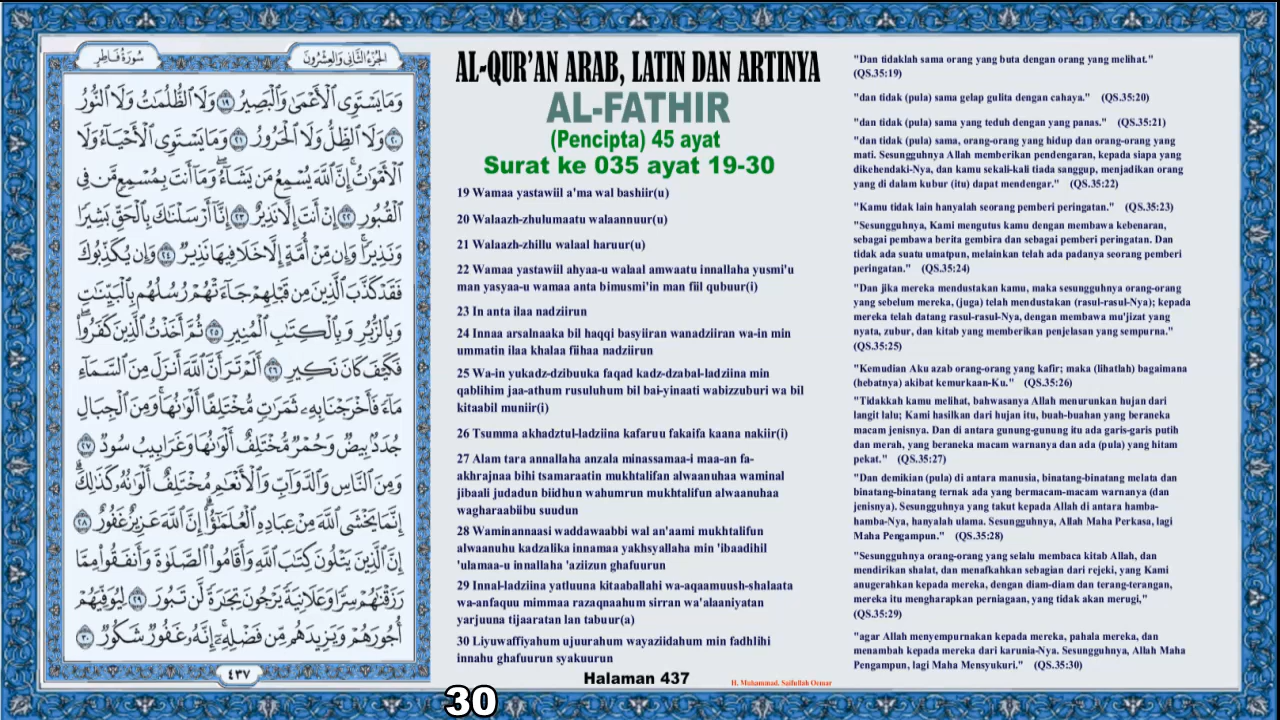 سُورَةُ فَاطِرٍ
الجُزْءُ الثَّانِي وَالعِشْرُونَ
وَمَا يَسْتَوِي الْأَعْمَىٰ وَالْبَصِيرُ ١٩ وَلَا الظُّلُمَٰتُ وَلَا النُّورُ
٢٠ وَلَا الظِّلُّ وَلَا الْحَرُورُ ٢١ وَمَا يَسْتَوِي الْأَحْيَآءُ وَلَا
الْأَمْوَٰتُ إِنَّ اللَّهَ يُسْمِعُ مَن يَشَآءُ وَمَآ أَنتَ بِمُسْمِعٍ مَّن فِي
الْقُبُورِ ٢٢ إِنْ أَنتَ إِلَّا نَذِيرٌ ٢٣ إِنَّآ أَرْسَلْنَٰكَ بِالْحَقِّ بَشِيرًا
وَنَذِيرًا وَإِن مِّنْ أُمَّةٍ إِلَّا خَلَا فِيهَا نَذِيرٌ ٢٤ وَإِن يُكَذِّبُوكَ
فَقَدْ كَذَّبَ الَّذِينَ مِن قَبْلِهِمْ جَآءَتْهُمْ رُسُلُهُم بِالْبَيِّنَٰتِ
وَبِالزُّبُرِ وَبِالْكِتَٰبِ الْمُنِيرِ ٢٥ ثُمَّ أَخَذْتُ الَّذِينَ كَفَرُوا
فَكَيْفَ كَانَ نَكِيرِ ٢٦ أَلَمْ تَرَ أَنَّ اللَّهَ أَنزَلَ مِنَ السَّمَآءِ
مَآءً فَأَخْرَجْنَا بِهِ ثَمَرَٰتٍ مُّخْتَلِفًا أَلْوَٰنُهَا وَمِنَ الْجِبَالِ
جُدَدٌ بِيضٌ وَحُمْرٌ مُّخْتَلِفٌ أَلْوَٰنُهَا وَغَرَابِيبُ سُودٌ ٢٧
وَمِنَ النَّاسِ وَالدَّوَآبِّ وَالْأَنْعَٰمِ مُخْتَلِفٌ أَلْوَٰنُهُ كَذَٰلِكَ
إِنَّمَا يَخْشَى اللَّهَ مِنْ عِبَادِهِ الْعُلَمَٰٓؤُا إِنَّ اللَّهَ عَزِيزٌ غَفُورٌ ٢٨
إِنَّ الَّذِينَ يَتْلُونَ كِتَٰبَ اللَّهِ وَأَقَامُوا الصَّلَوٰةَ وَأَنفَقُوا مِمَّا
رَزَقْنَٰهُمْ سِرًّا وَعَلَانِيَةً يَرْجُونَ تِجَٰرَةً لَّن تَبُورَ ٢٩ لِيُوَفِّيَهُمْ
أُجُورَهُمْ وَيَزِيدَهُم مِّن فَضْلِهِ إِنَّهُ غَفُورٌ شَكُورٌ ٣٠
٤٣٧
AL-QUR'AN ARAB, LATIN DAN ARTINYA
AL-FATHIR
(Pencipta) 45 ayat
Surat ke 035 ayat 19-30
19 Wamaa yastawiil a'ma wal bashiir(u)
20 Walaazh-zhulumaatu walaannuur(u)
21 Walaazh-zhillu walaal haruur(u)
22 Wamaa yastawiil ahyaa-u walaal amwaatu innallaha yusmi'u
man yasyaa-u wamaa anta bimusmi'in man fiil qubuur(i)
23 In anta ilaa nadziirun
24 Innaa arsalnaaka bil haqqi basyiiran wanadziiran wa-in min
ummatin ilaa khalaa fiihaa nadziirun
25 Wa-in yukadz-dzibuuka faqad kadz-dzabal-ladziina min
qablihim jaa-athum rusuluhum bil bai-yinaati wabizzuburi wa bil
kitaabil muniir(i)
26 Tsumma akhadztul-ladziina kafaruu fakaifa kaana nakiir(i)
27 Alam tara annallaha anzala minassamaa-i maa-an fa-
akhrajnaa bihi tsamaraatin mukhtalifan alwaanuhaa waminal
jibaali judadun biidhun wahumrun mukhtalifun alwaanuhaa
wagharaabiibu suudun
28 Waminannaasi waddawaabbi wal an'aami mukhtalifun
alwaanuhu kadzalika innamaa yakhsyallaha min 'ibaadihil
'ulamaa-u innallaha 'aziizun ghafuurun
29 Innal-ladziina yatluuna kitaaballahi wa-aqaamuush-shalaata
wa-anfaquu mimmaa razaqnaahum sirran wa'alaaniyatan
yarjuuna tijaaratan lan tabuur(a)
30 Liyuwaffiyahum ujuurahum wayaziidahum min fadhlihi
innahu ghafuurun syakuurun
Halaman 437
H. Muhammad. Saifullah Osmar
30
"Dan tidaklah sama orang yang buta dengan orang yang melihat."
(QS.35:19)
"dan tidak (pula) sama gelap gulita dengan cahaya." (QS.35:20)
"dan tidak (pula) sama yang teduh dengan yang panas." (QS.35:21)
"dan tidak (pula) sama, orang-orang yang hidup dan orang-orang yang
mati. Sesungguhnya Allah memberikan pendengaran, kepada siapa yang
dikehendaki-Nya, dan kamu sekali-kali tiada sanggup, menjadikan orang
yang di dalam kubur (itu) dapat mendengar." (QS.35:22)
"Kamu tidak lain hanyalah seorang pemberi peringatan." (QS.35:23)
"Sesungguhnya, Kami mengutus kamu dengan membawa kebenaran,
sebagai pembawa berita gembira dan sebagai pemberi peringatan. Dan
tidak ada suatu umatpun, melainkan telah ada padanya seorang pemberi
peringatan." (QS.35:24)
"Dan jika mereka mendustakan kamu, maka sesungguhnya orang-orang
yang sebelum mereka, (juga) telah mendustakan (rasul-rasul-Nya); kepada
mereka telah datang rasul-rasul-Nya, dengan membawa mu'jizat yang
nyata, zubur, dan kitab yang memberikan penjelasan yang sempurna."
(QS.35:25)
"Kemudian Aku azab orang-orang yang kafir; maka (lihatlah) bagaimana
(hebatnya) akibat kemurkaan-Ku." (QS.35:26)
"Tidakkah kamu melihat, bahwasanya Allah menurunkan hujan dari
langit lalu; Kami hasilkan dari hujan itu, buah-buahan yang beraneka
macam jenisnya. Dan di antara gunung-gunung itu ada garis-garis putih
dan merah, yang beraneka macam warnanya dan ada (pula) yang hitam
pekat." (QS.35:27)
"Dan demikian (pula) di antara manusia, binatang-binatang melata dan
binatang-binatang ternak ada yang bermacam-macam warnanya (dan
jenisnya). Sesungguhnya yang takut kepada Allah di antara hamba-
hamba-Nya, hanyalah ulama. Sesungguhnya, Allah Maha Perkasa, lagi
Maha Pengampun." (QS.35:28)
"Sesungguhnya orang-orang yang selalu membaca kitab Allah, dan
mendirikan shalat, dan menafkahkan sebagian dari rejeki, yang Kami
anugerahkan kepada mereka, dengan diam-diam dan terang-terangan,
mereka itu mengharapkan perniagaan, yang tidak akan merugi,"
(QS.35:29)
"agar Allah menyempurnakan kepada mereka, pahala mereka, dan
menambah kepada mereka dari karunia-Nya. Sesungguhnya, Allah Maha
Pengampun, lagi Maha Mensyukuri." (QS.35:30)